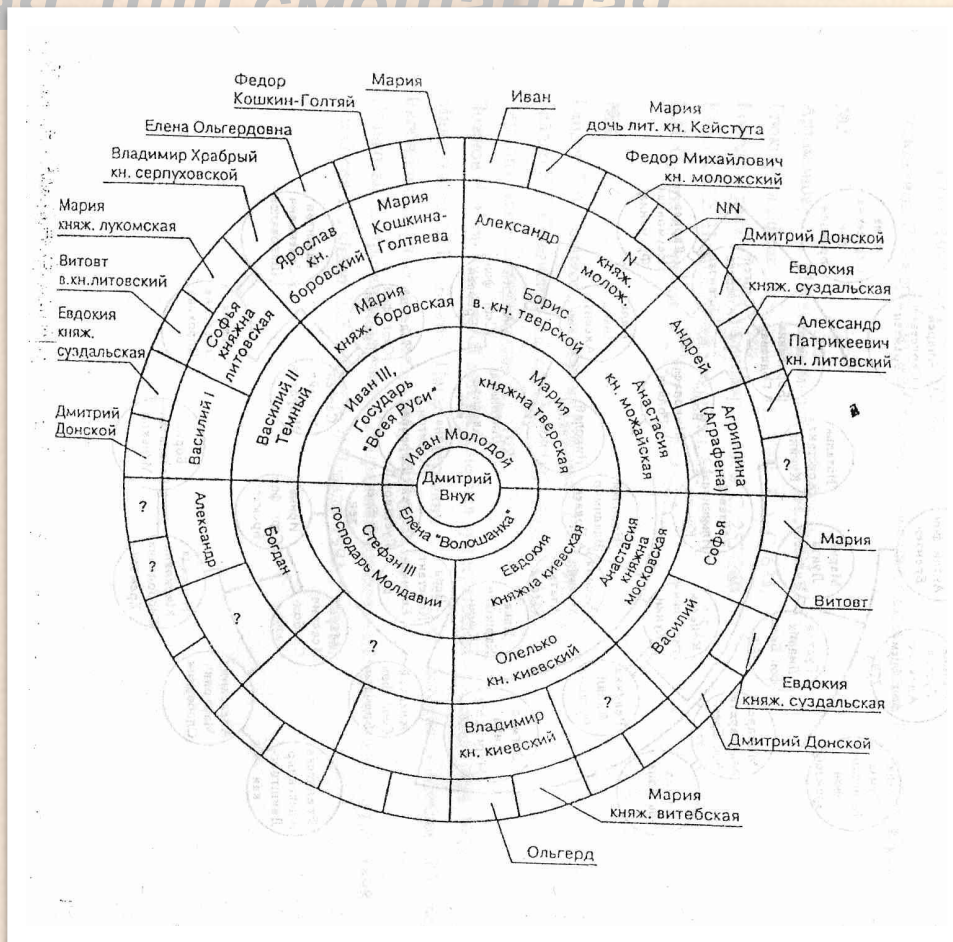 Федор
Кошкин-Голтяй
Мария
Иван
Мария
дочь лит. кн. Кейстута
Елена Ольгердовна
Федор Михайлович
кн. моложский
Владимир Храбрый
кн. серпуховской
NN
Мария
княж. лукомская
Дмитрий Донской
Витовт
в.кн.литовский
Евдокия
княж. суздальская
Евдокия
княж.
суздальская
Александр
Патрикеевич
кн. литовский
Дмитрий
Донской
Ярослав
кн.
боровский
Мария
Кошкина-
Голтяева
Александр
N
княж.
молож.
Софья
княжна
литовская
Мария
княж. боровская
Борис
в. кн. тверской
Андрей
Василий I
Василий II
Темный
Иван III,
Государь
"Всея Руси"
Мария
княжна тверская
Анастасия
кн. можайская
Агриппина
(Аграфена)
?
Иван Молодой
Дмитрий
Внук
Елена "Волошанка"
?
Александр
Богдан
Стефан III
господарь Молдавии
Евдокия
княжна киевская
Анастасия
княжна
московская
Софья
Мария
?
?
?
Олелько
кн. киевский
Василий
Витовт
Владимир
кн. киевский
?
Евдокия
княж. суздальская
Дмитрий Донской
Мария
княж. витебская
Ольгерд